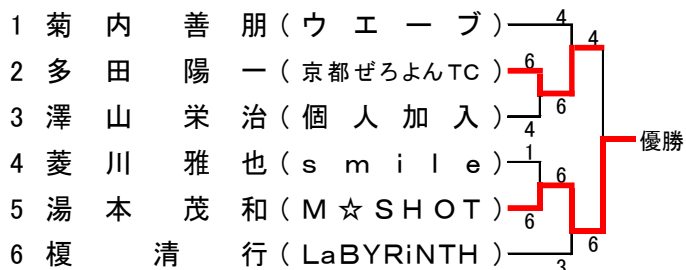 1 菊内善朋(ウエーブ) 4 4
2 多田陽一(京都ぜろよんTC) 6 6
3 澤山栄治(個人加入) 4
優勝
4 菱川雅也(smile) 1 6
5 湯本茂和(M☆SHOT) 6 6
6 榎清行(LaBYRiNTH) 3